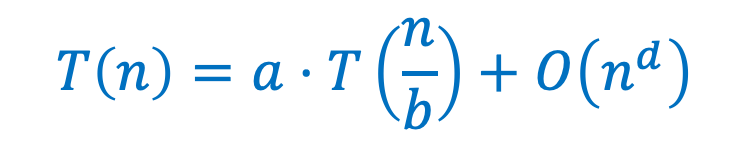 T(n) = a · T(n/b) + O(n^d)